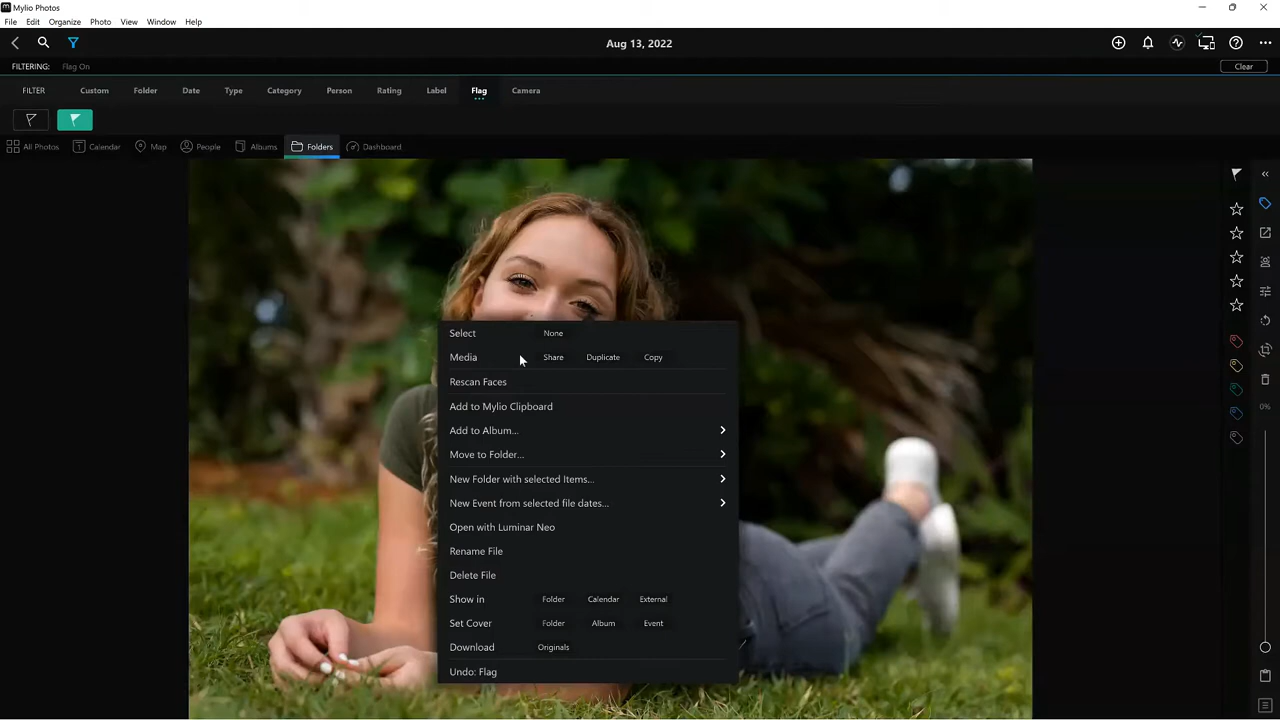 Mylio Photos
File Edit Organize Photo View Window Help
Aug 13, 2022
FILTERING: Flag On Clear
FILTER Custom Folder Date Type Category Person Rating Label Flag Camera
All Photos Calendar Map People Albums Folders Dashboard
Select None
Media Share Duplicate Copy
Rescan Faces
Add to Mylio Clipboard
0%
Add to Album...
Move to Folder...
New Folder with selected Items...
New Event from selected file dates...
Open with Luminar Neo
Rename File
Delete File
Show in Folder Calendar External
Set Cover Folder Album Event
Download Originals
Undo: Flag